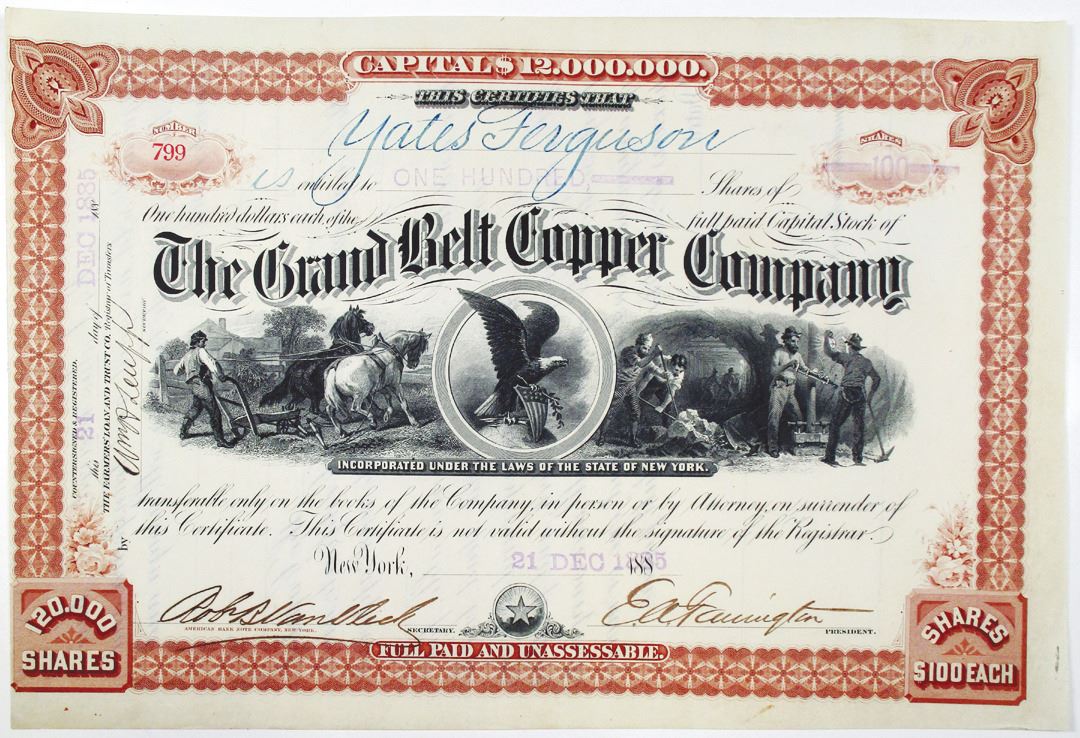 CAPITAL $12.000.000.
THIS CERTIFIES THAT
Yates Ferguson
NUMBER
799
SHARES
100
is entitled to ONE HUNDRED, Shares of
One hundred dollars each of the full paid Capital Stock of
The Grand Belt Copper Company
INCORPORATED UNDER THE LAWS OF THE STATE OF NEW YORK.
transferable only on the books of the Company, in person or by Attorney, on surrender of
this Certificate. This Certificate is not valid without the signature of the Registrar.
New York, 21 DEC 1885 188
SECRETARY.
PRESIDENT.
AMERICAN BANK NOTE COMPANY, NEW YORK.
120.000
SHARES
FULL PAID AND UNASSESSABLE.
SHARES
$100 EACH
COUNTERSIGNED & REGISTERED.
this 21 day of DEC 1885 188
THE FARMERS' LOAN AND TRUST CO. Registrar of Transfers
by
SECRETARY